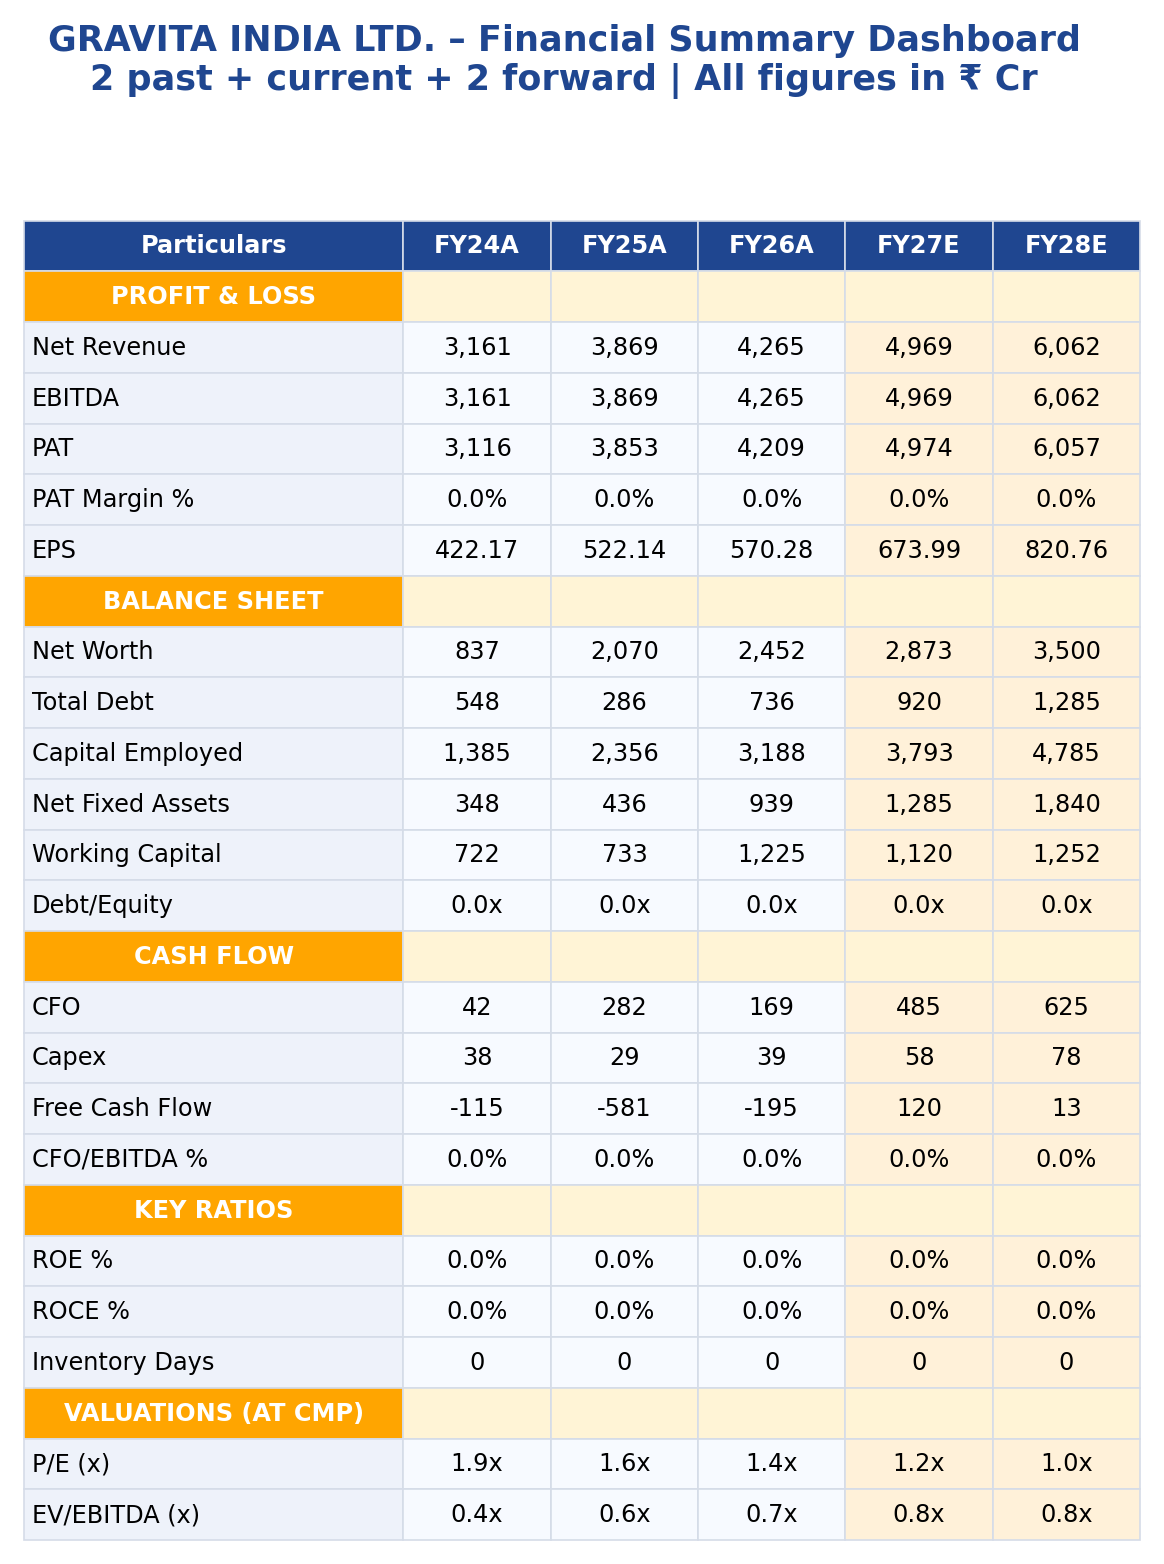 GRAVITA INDIA LTD. – Financial Summary Dashboard
2 past + current + 2 forward | All figures in ₹ Cr
Particulars FY24A FY25A FY26A FY27E FY28E
PROFIT & LOSS
Net Revenue 3,161 3,869 4,265 4,969 6,062
EBITDA 3,161 3,869 4,265 4,969 6,062
PAT 3,116 3,853 4,209 4,974 6,057
PAT Margin % 0.0% 0.0% 0.0% 0.0% 0.0%
EPS 422.17 522.14 570.28 673.99 820.76
BALANCE SHEET
Net Worth 837 2,070 2,452 2,873 3,500
Total Debt 548 286 736 920 1,285
Capital Employed 1,385 2,356 3,188 3,793 4,785
Net Fixed Assets 348 436 939 1,285 1,840
Working Capital 722 733 1,225 1,120 1,252
Debt/Equity 0.0x 0.0x 0.0x 0.0x 0.0x
CASH FLOW
CFO 42 282 169 485 625
Capex 38 29 39 58 78
Free Cash Flow -115 -581 -195 120 13
CFO/EBITDA % 0.0% 0.0% 0.0% 0.0% 0.0%
KEY RATIOS
ROE % 0.0% 0.0% 0.0% 0.0% 0.0%
ROCE % 0.0% 0.0% 0.0% 0.0% 0.0%
Inventory Days 0 0 0 0 0
VALUATIONS (AT CMP)
P/E (x) 1.9x 1.6x 1.4x 1.2x 1.0x
EV/EBITDA (x) 0.4x 0.6x 0.7x 0.8x 0.8x